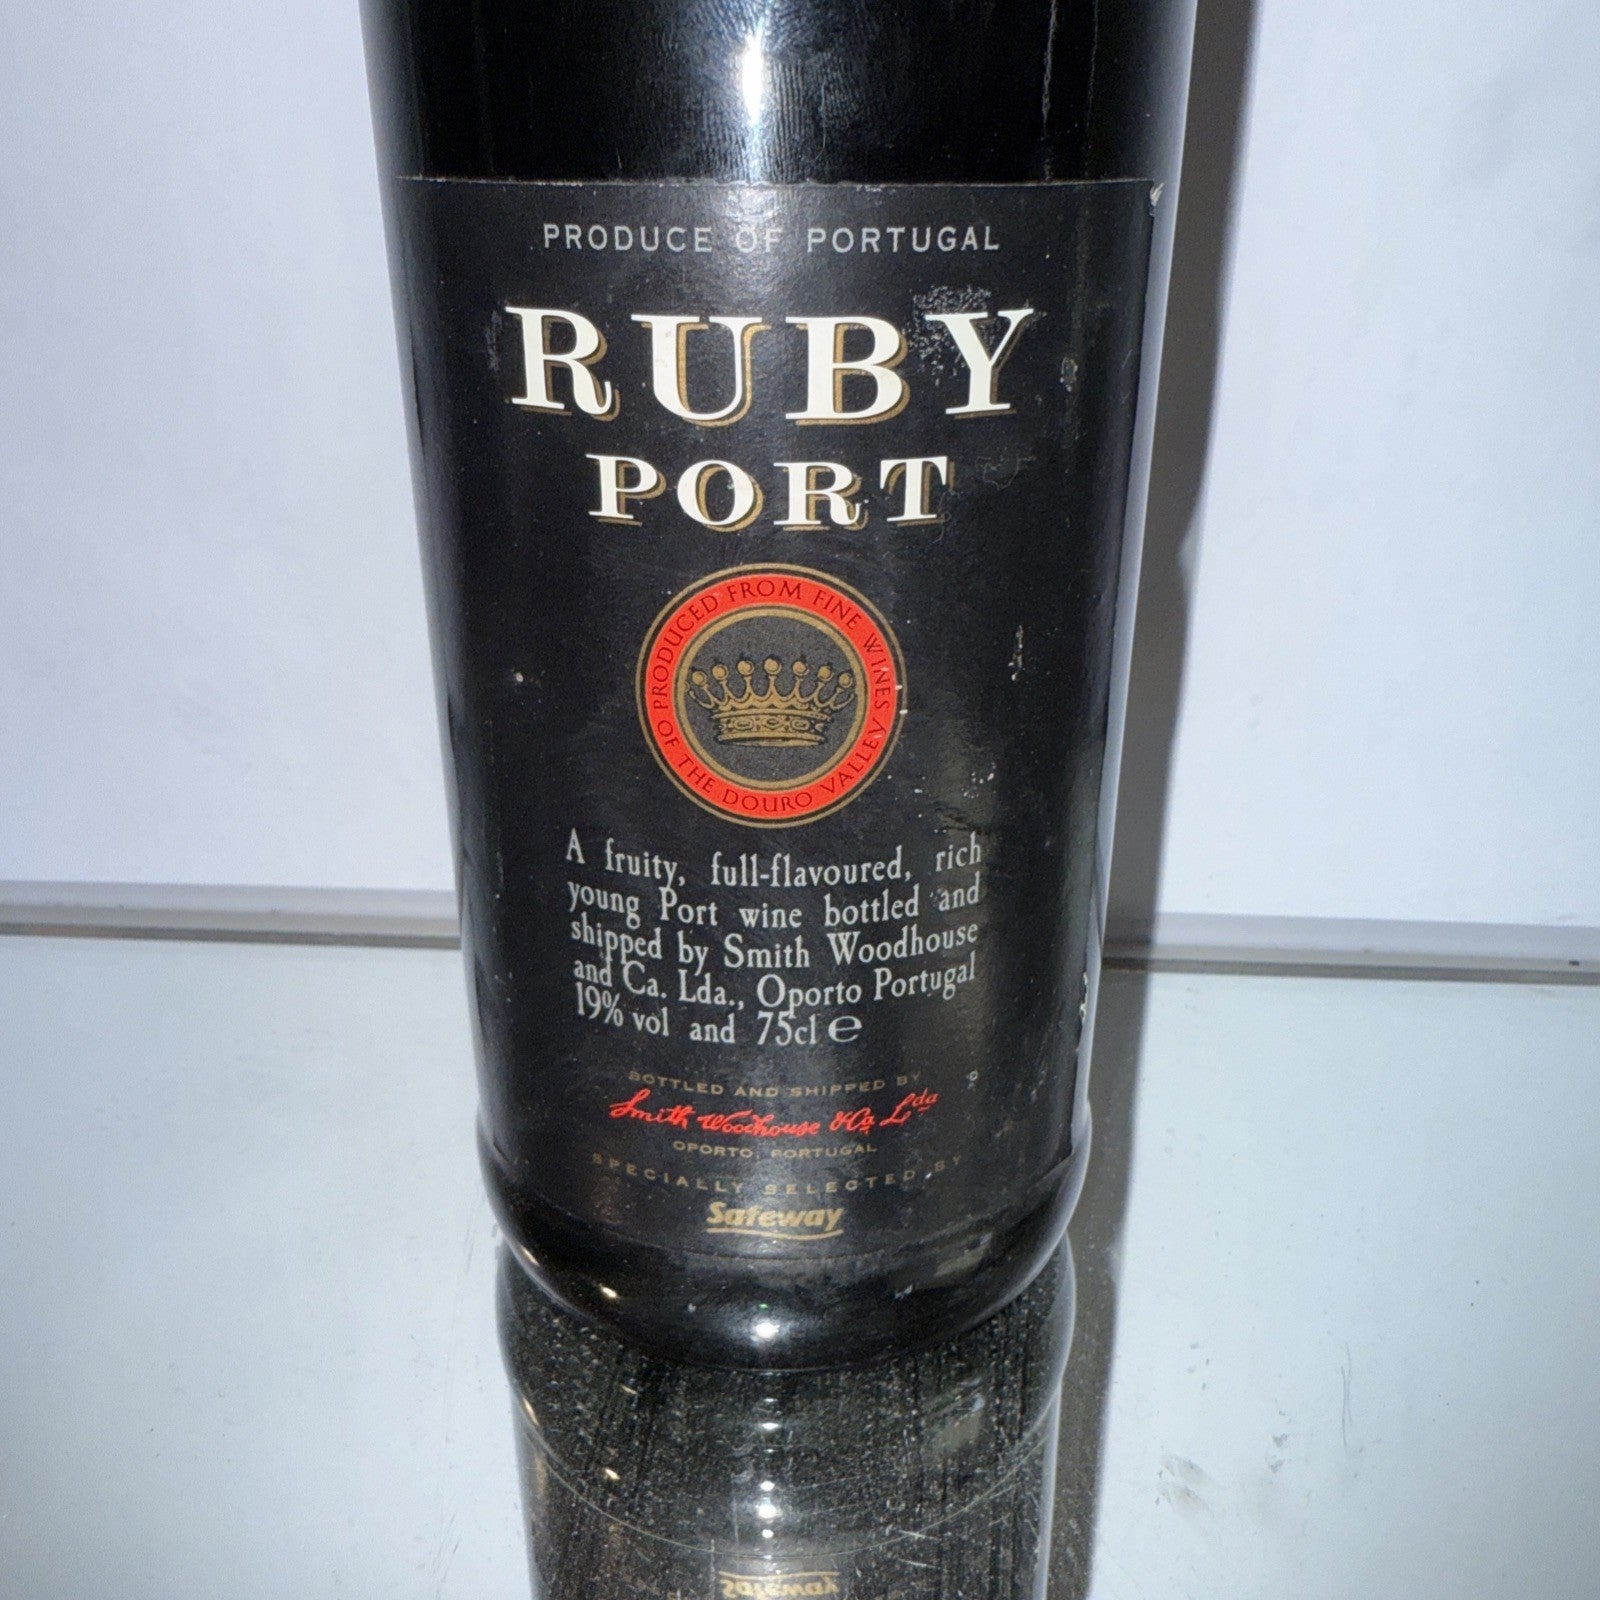 PRODUCE OF PORTUGAL
RUBY
PORT
PRODUCED FROM FINE WINES OF THE DOURO VALLEY
A fruity, full-flavoured, rich
young Port wine bottled and
shipped by Smith Woodhouse
and Ca. Lda., Oporto Portugal
19% vol and 75cl ℮
BOTTLED AND SHIPPED BY
Smith Woodhouse & Ca Lda
OPORTO, PORTUGAL
SPECIALLY SELECTED BY
Safeway